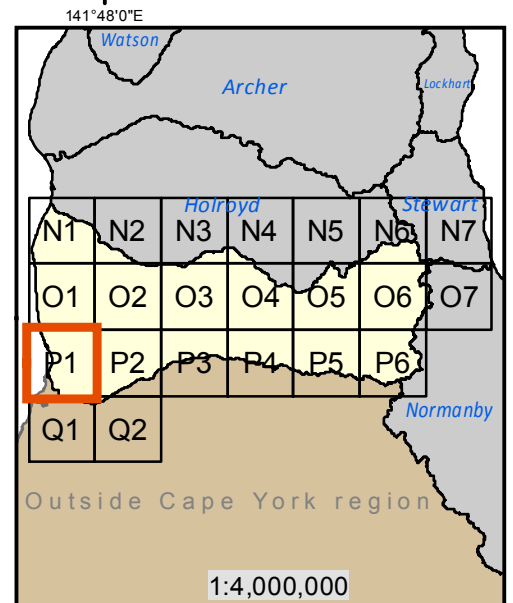 141°48'0"E
Watson
Archer
Lockhart
Holroyd
Stewart
N1 N2 N3 N4 N5 N6 N7
O1 O2 O3 O4 O5 O6 O7
P1 P2 P3 P4 P5 P6
Normanby
Q1 Q2
Outside Cape York region
1:4,000,000